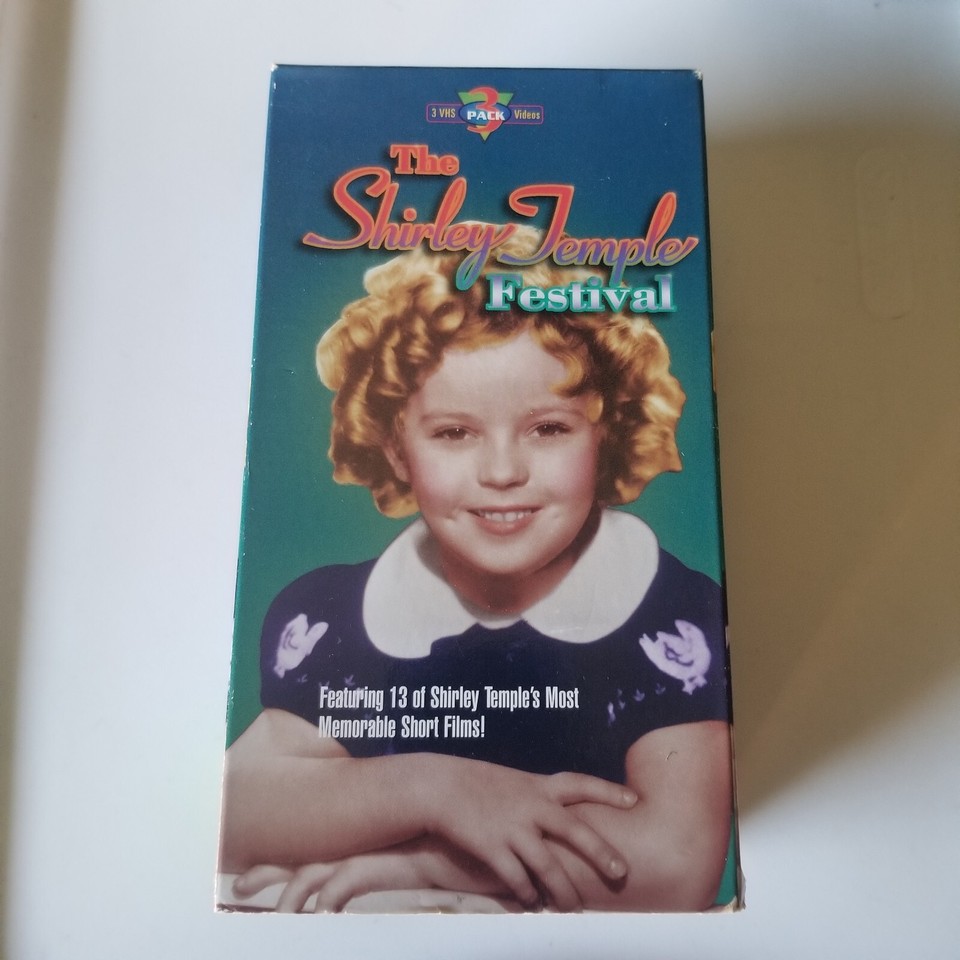 3 VHS 3 PACK Videos
The
Shirley Temple
Festival
Featuring 13 of Shirley Temple's Most
Memorable Short Films!